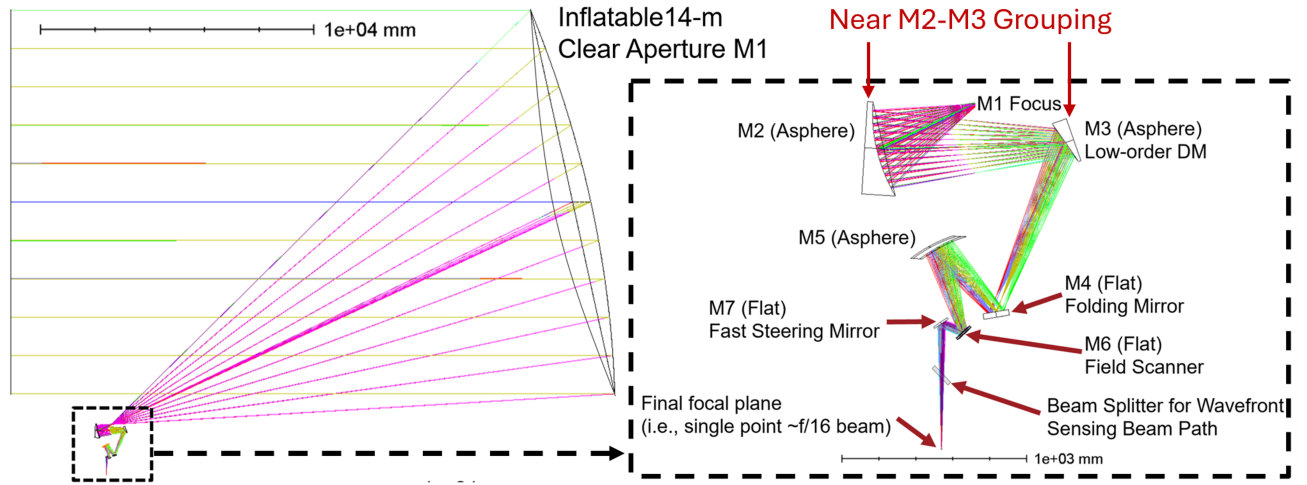 1e+04 mm
Inflatable14-m
Clear Aperture M1
Near M2-M3 Grouping
M1 Focus
M2 (Asphere)
M3 (Asphere)
Low-order DM
M5 (Asphere)
M4 (Flat)
Folding Mirror
M7 (Flat)
Fast Steering Mirror
M6 (Flat)
Field Scanner
Final focal plane
(i.e., single point ~f/16 beam)
Beam Splitter for Wavefront
Sensing Beam Path
1e+03 mm